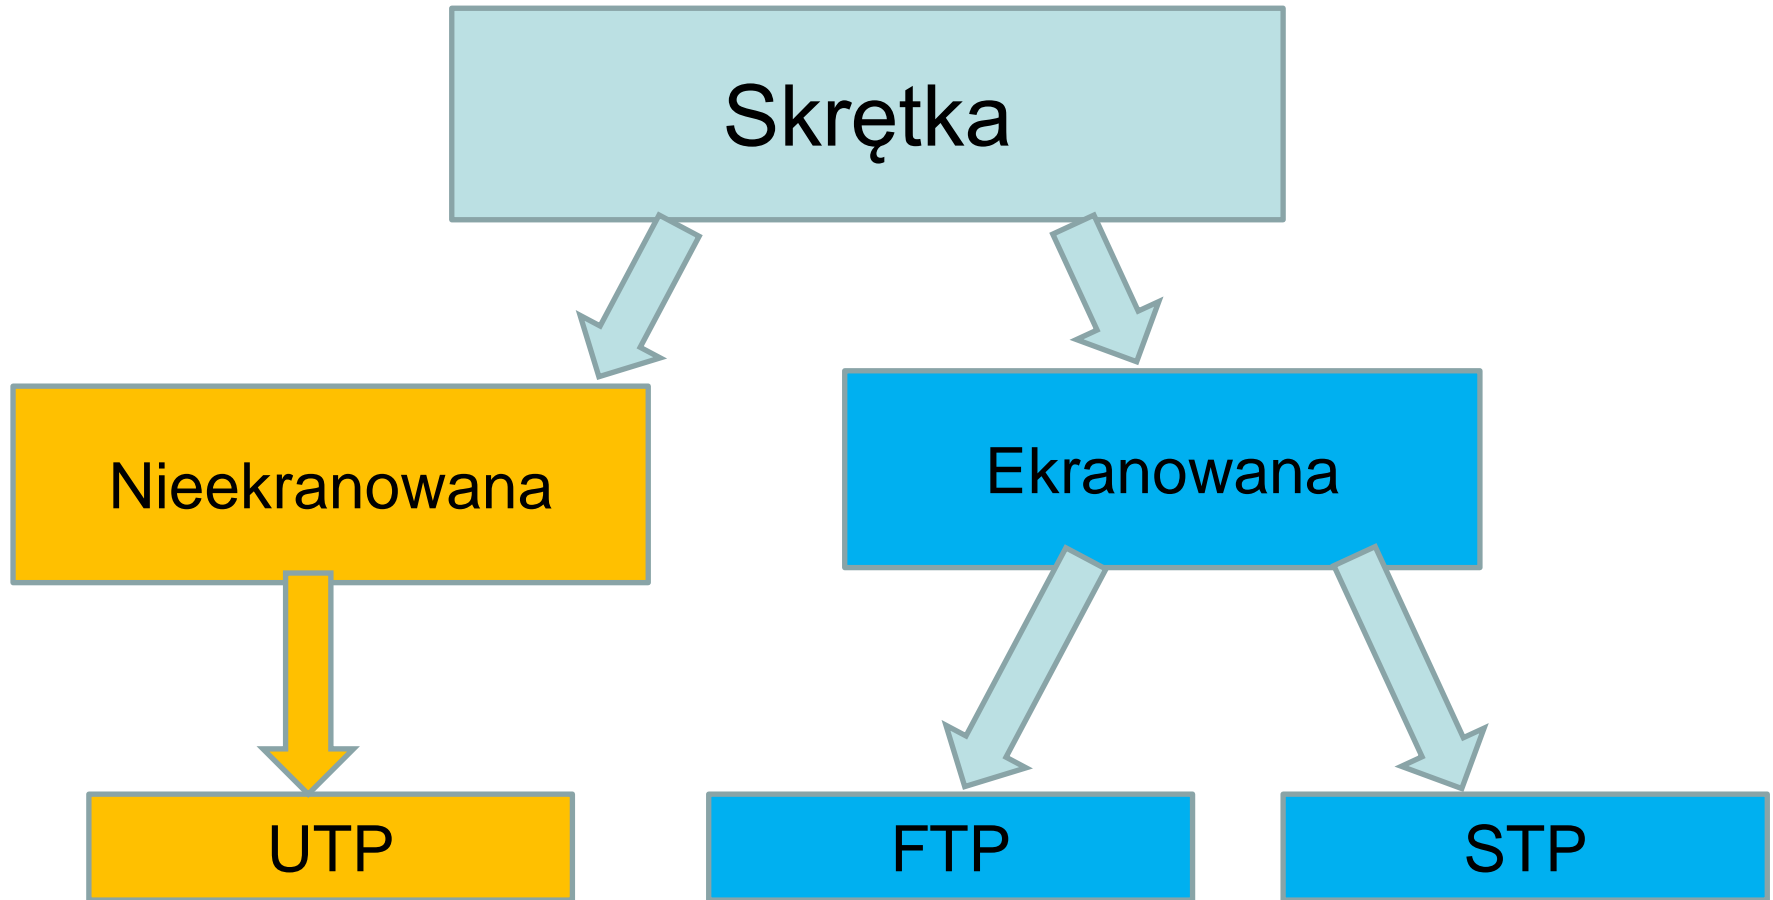 Skrętka
Nieekranowana
Ekranowana
UTP
FTP
STP